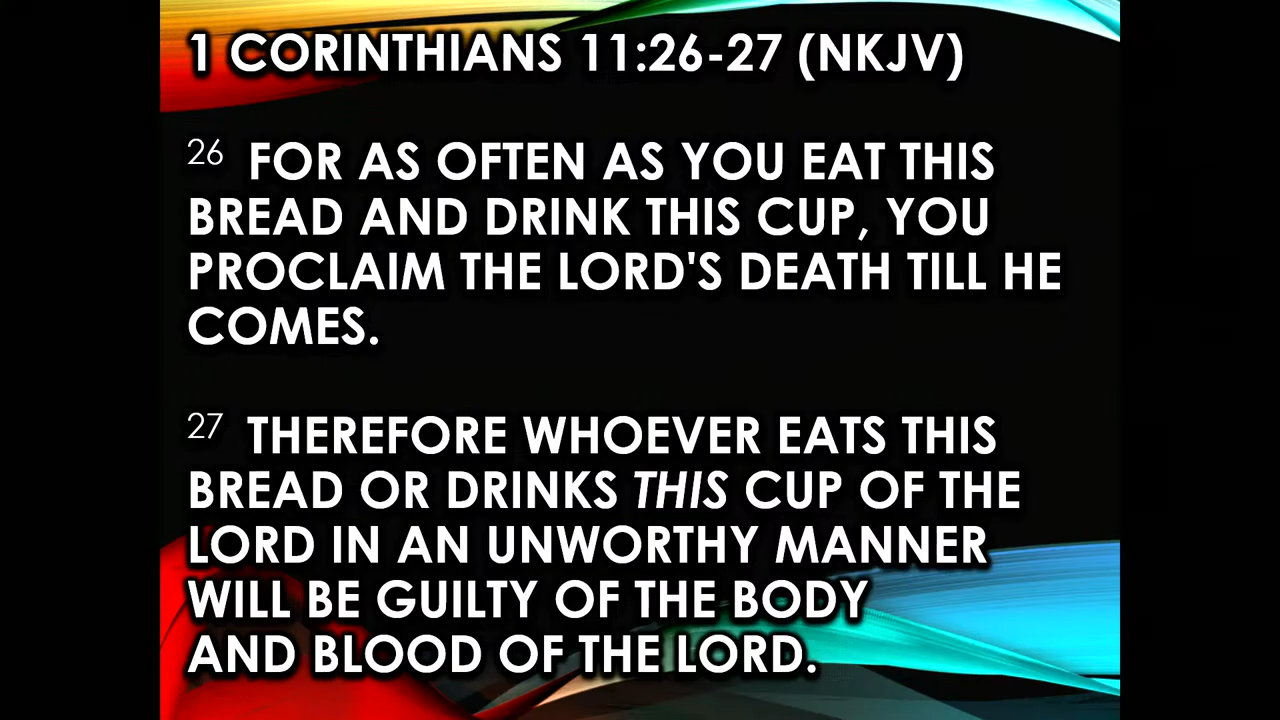 1 CORINTHIANS 11:26-27 (NKJV)
26 FOR AS OFTEN AS YOU EAT THIS
BREAD AND DRINK THIS CUP, YOU
PROCLAIM THE LORD'S DEATH TILL HE
COMES.
27 THEREFORE WHOEVER EATS THIS
BREAD OR DRINKS THIS CUP OF THE
LORD IN AN UNWORTHY MANNER
WILL BE GUILTY OF THE BODY
AND BLOOD OF THE LORD.